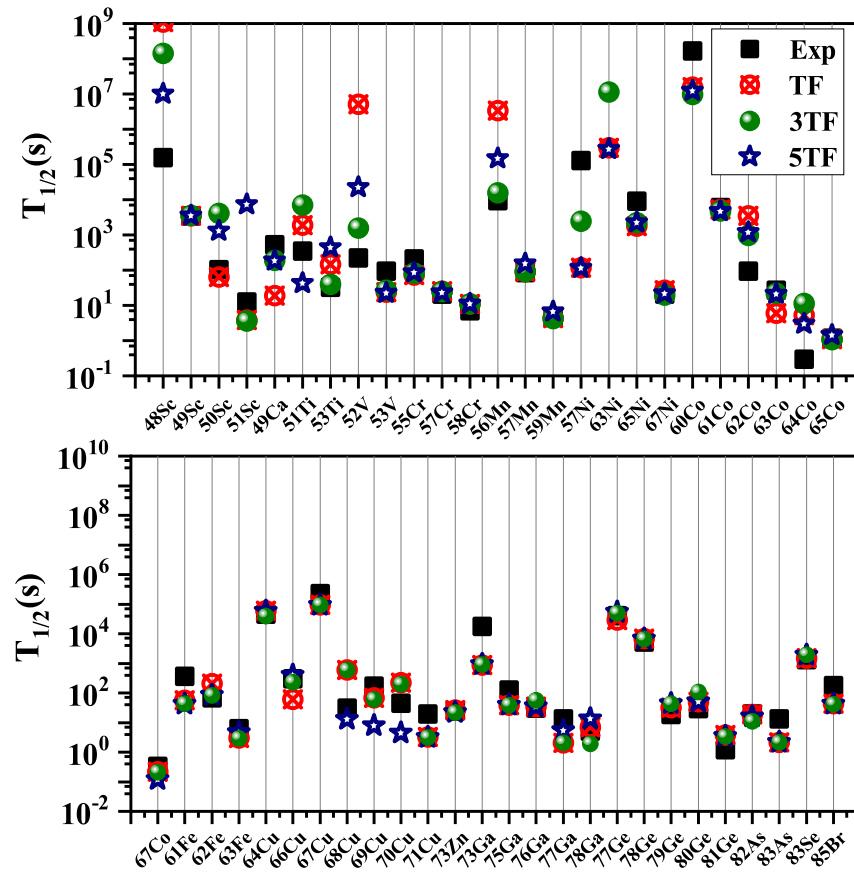 10^9
10^7
10^5
10^3
10^1
10^-1
T_{1/2}(s)
Exp
TF
3TF
5TF
48Sc 49Sc 50Sc 51Sc 49Ca 51Ti 53Ti 52V 53V 55Cr 57Cr 58Cr 56Mn 57Mn 59Mn 57Ni 63Ni 65Ni 67Ni 60Co 61Co 62Co 63Co 64Co 65Co
10^10
10^8
10^6
10^4
10^2
10^0
10^-2
T_{1/2}(s)
67Co 61Fe 62Fe 63Fe 64Cu 66Cu 67Cu 68Cu 69Cu 70Cu 71Cu 73Zn 73Ga 75Ga 76Ga 77Ga 78Ga 77Ge 78Ge 79Ge 80Ge 81Ge 82As 83As 83Se 85Br